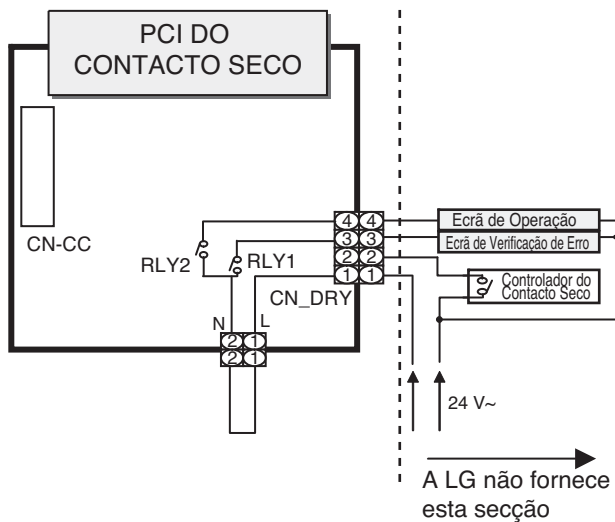 PCI DO
CONTACTO SECO
CN-CC
RLY2
RLY1
4 4
3 3
2 2
1 1
CN_DRY
Ecrã de Operação
Ecrã de Verificação de Erro
Controlador do
Contacto Seco
N L
2 1
2 1
24 V~
A LG não fornece
esta secção